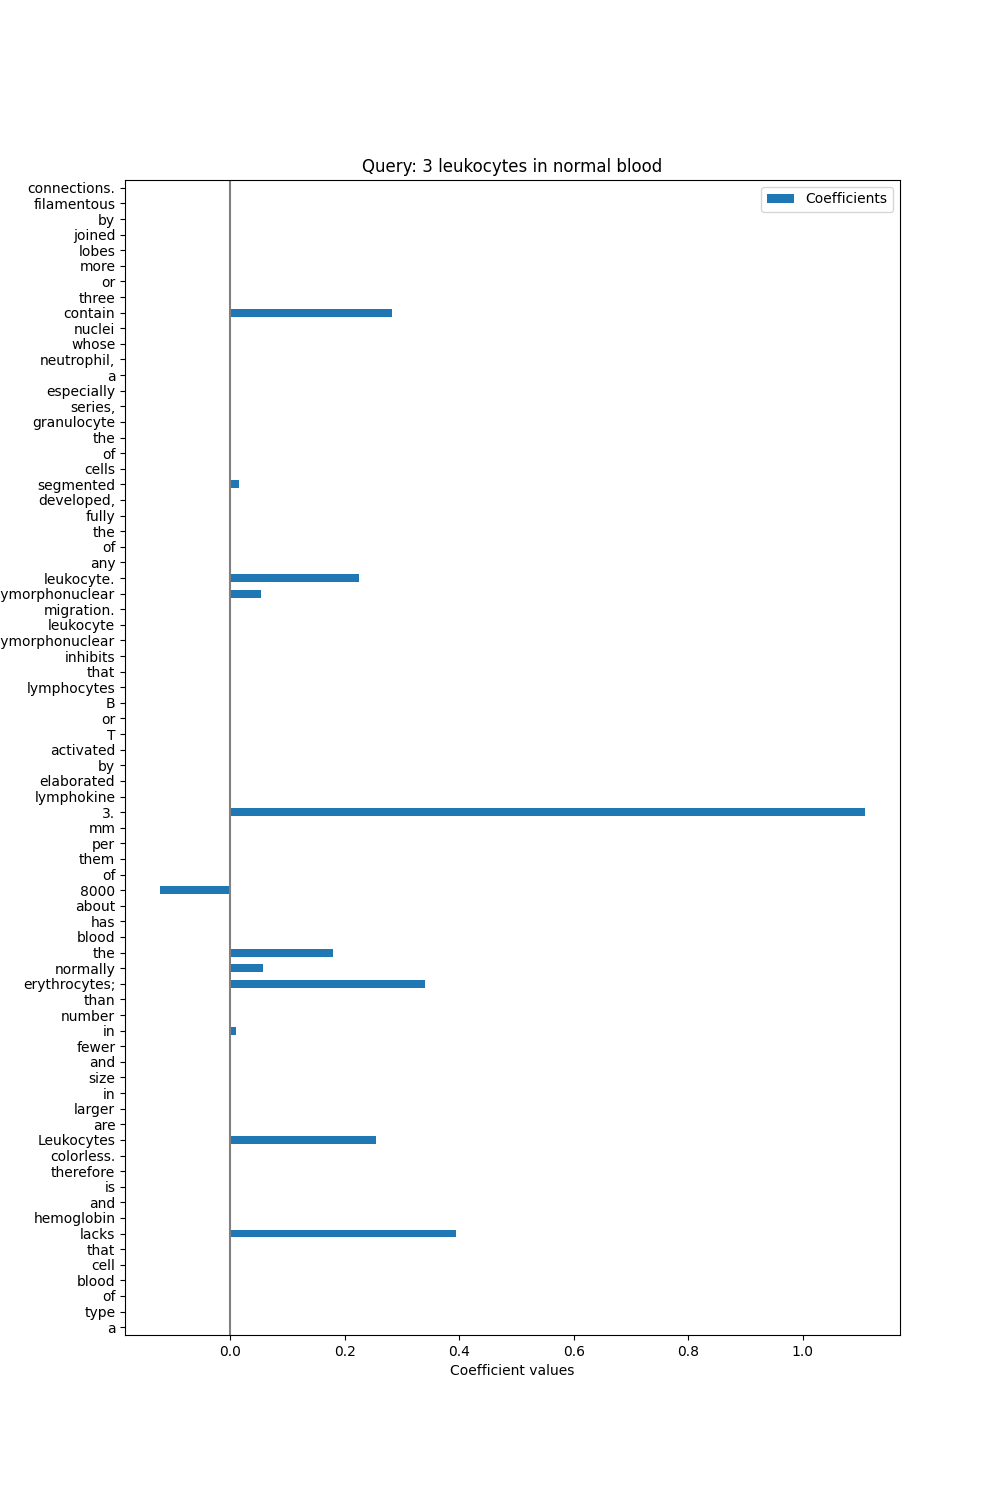 Query: 3 leukocytes in normal blood
Coefficients
connections.
filamentous
by
joined
lobes
more
or
three
contain
nuclei
whose
neutrophil,
a
especially
series,
granulocyte
the
of
cells
segmented
developed,
fully
the
of
any
leukocyte.
ymorphonuclear
migration.
leukocyte
ymorphonuclear
inhibits
that
lymphocytes
B
or
T
activated
by
elaborated
lymphokine
3.
mm
per
them
of
8000
about
has
blood
the
normally
erythrocytes;
than
number
in
fewer
and
size
in
larger
are
Leukocytes
colorless.
therefore
is
and
hemoglobin
lacks
that
cell
blood
of
type
a
0.0 0.2 0.4 0.6 0.8 1.0
Coefficient values